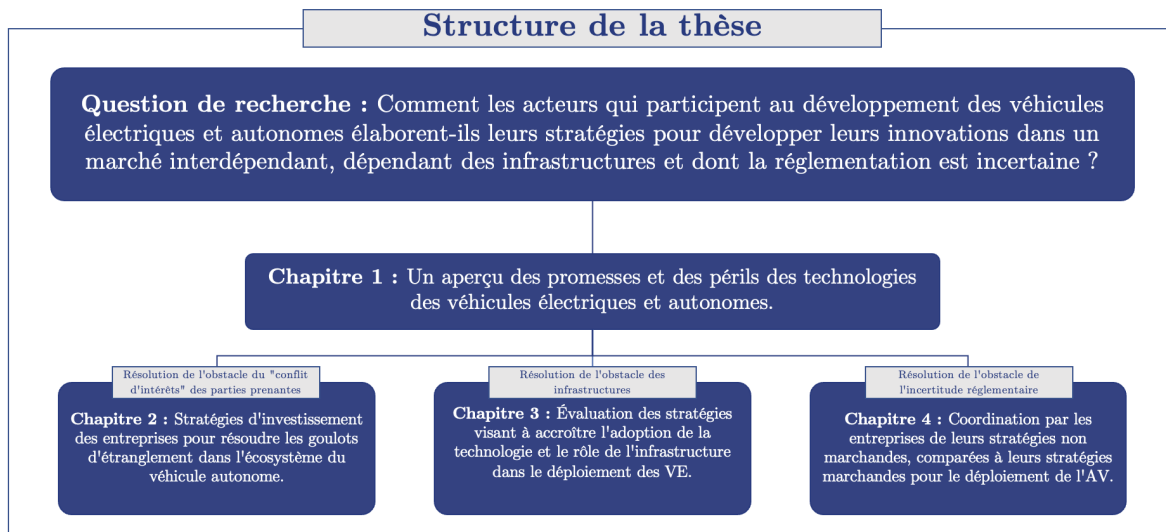 Structure de la thèse
Question de recherche : Comment les acteurs qui participent au développement des véhicules
électriques et autonomes élaborent-ils leurs stratégies pour développer leurs innovations dans un
marché interdépendant, dépendant des infrastructures et dont la réglementation est incertaine ?
Chapitre 1 : Un aperçu des promesses et des périls des technologies
des véhicules électriques et autonomes.
Résolution de l'obstacle du "conflit
d'intérêts" des parties prenantes
Chapitre 2 : Stratégies d'investissement
des entreprises pour résoudre les goulots
d'étranglement dans l'écosystème du
véhicule autonome.
Résolution de l'obstacle des
infrastructures
Chapitre 3 : Évaluation des stratégies
visant à accroître l'adoption de la
technologie et le rôle de l'infrastructure
dans le déploiement des VE.
Résolution de l'obstacle de
l'incertitude réglementaire
Chapitre 4 : Coordination par les
entreprises de leurs stratégies non
marchandes, comparées à leurs stratégies
marchandes pour le déploiement de l'AV.